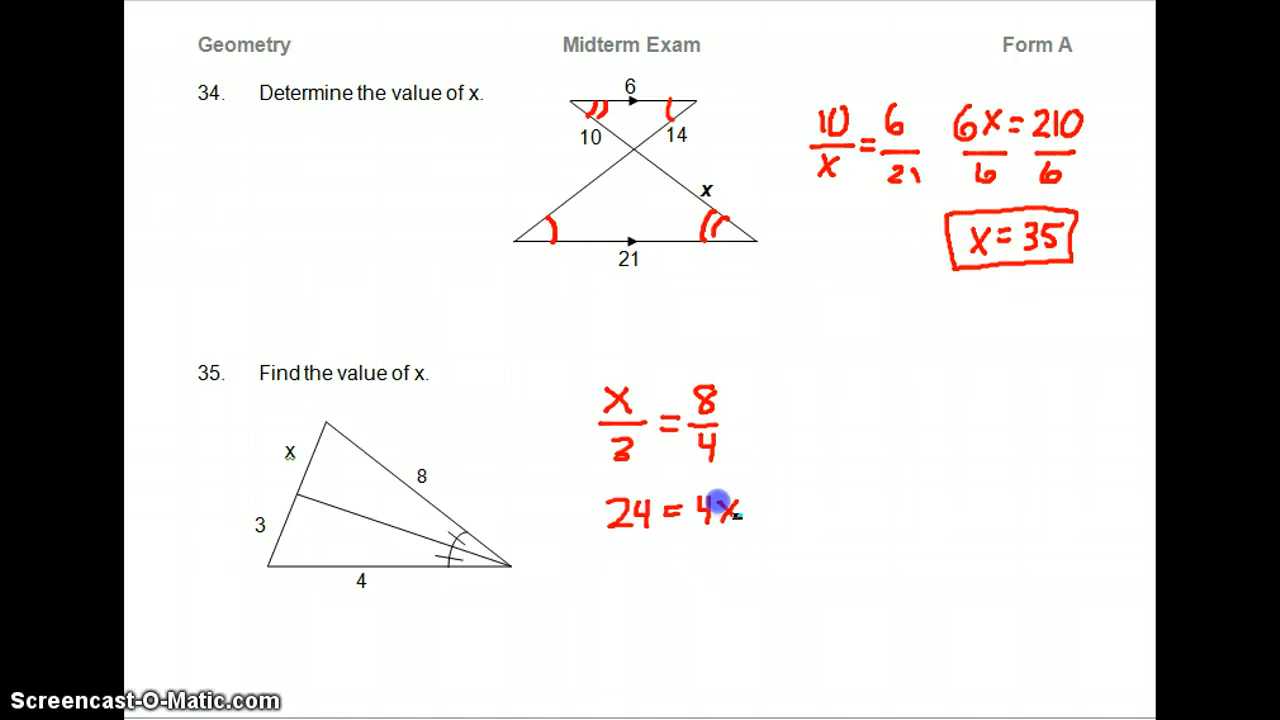 Geometry Midterm Exam Form A
34. Determine the value of x.
6
10 14
x
21
10/x = 6/21
6x = 210
6 6
x = 35
35. Find the value of x.
x
8
3
4
x/3 = 8/4
24 = 4x
Screencast-O-Matic.com